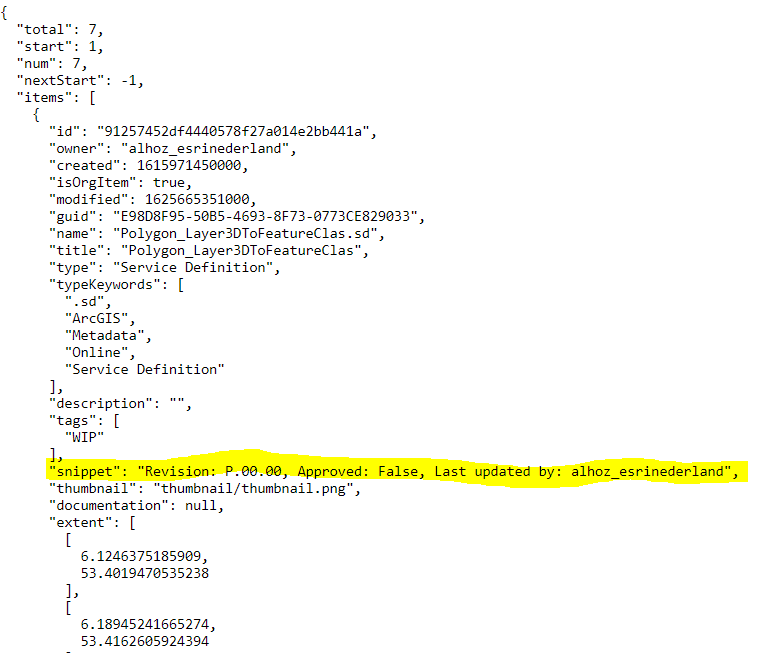 {
  "total": 7,
  "start": 1,
  "num": 7,
  "nextStart": -1,
  "items": [
    {
      "id": "91257452df4440578f27a014e2bb441a",
      "owner": "alhoz_esrinederland",
      "created": 1615971450000,
      "isOrgItem": true,
      "modified": 1625665351000,
      "guid": "E98D8F95-50B5-4693-8F73-0773CE829033",
      "name": "Polygon_Layer3DToFeatureClas.sd",
      "title": "Polygon_Layer3DToFeatureClas",
      "type": "Service Definition",
      "typeKeywords": [
        ".sd",
        "ArcGIS",
        "Metadata",
        "Online",
        "Service Definition"
      ],
      "description": "",
      "tags": [
        "WIP"
      ],
      "snippet": "Revision: P.00.00, Approved: False, Last updated by: alhoz_esrinederland",
      "thumbnail": "thumbnail/thumbnail.png",
      "documentation": null,
      "extent": [
        [
          6.1246375185909,
          53.4019470535238
        ],
        [
          6.18945241665274,
          53.4162605924394